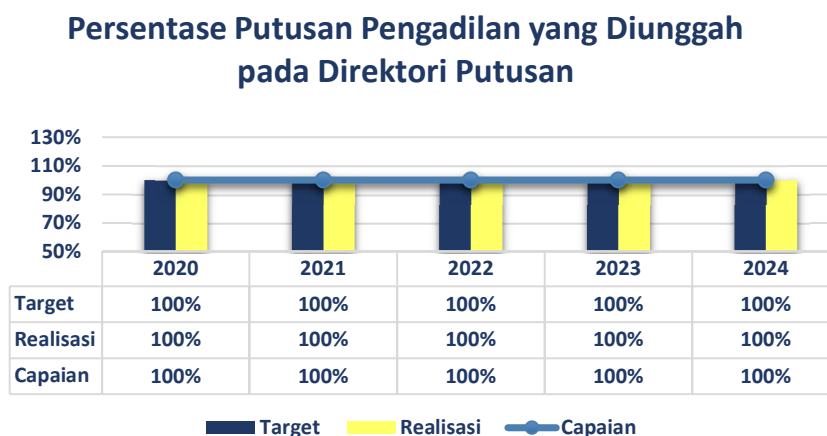 Persentase Putusan Pengadilan yang Diunggah
pada Direktori Putusan
130%
110%
90%
70%
50%
2020 2021 2022 2023 2024
Target 100% 100% 100% 100% 100%
Realisasi 100% 100% 100% 100% 100%
Capaian 100% 100% 100% 100% 100%
Target Realisasi Capaian